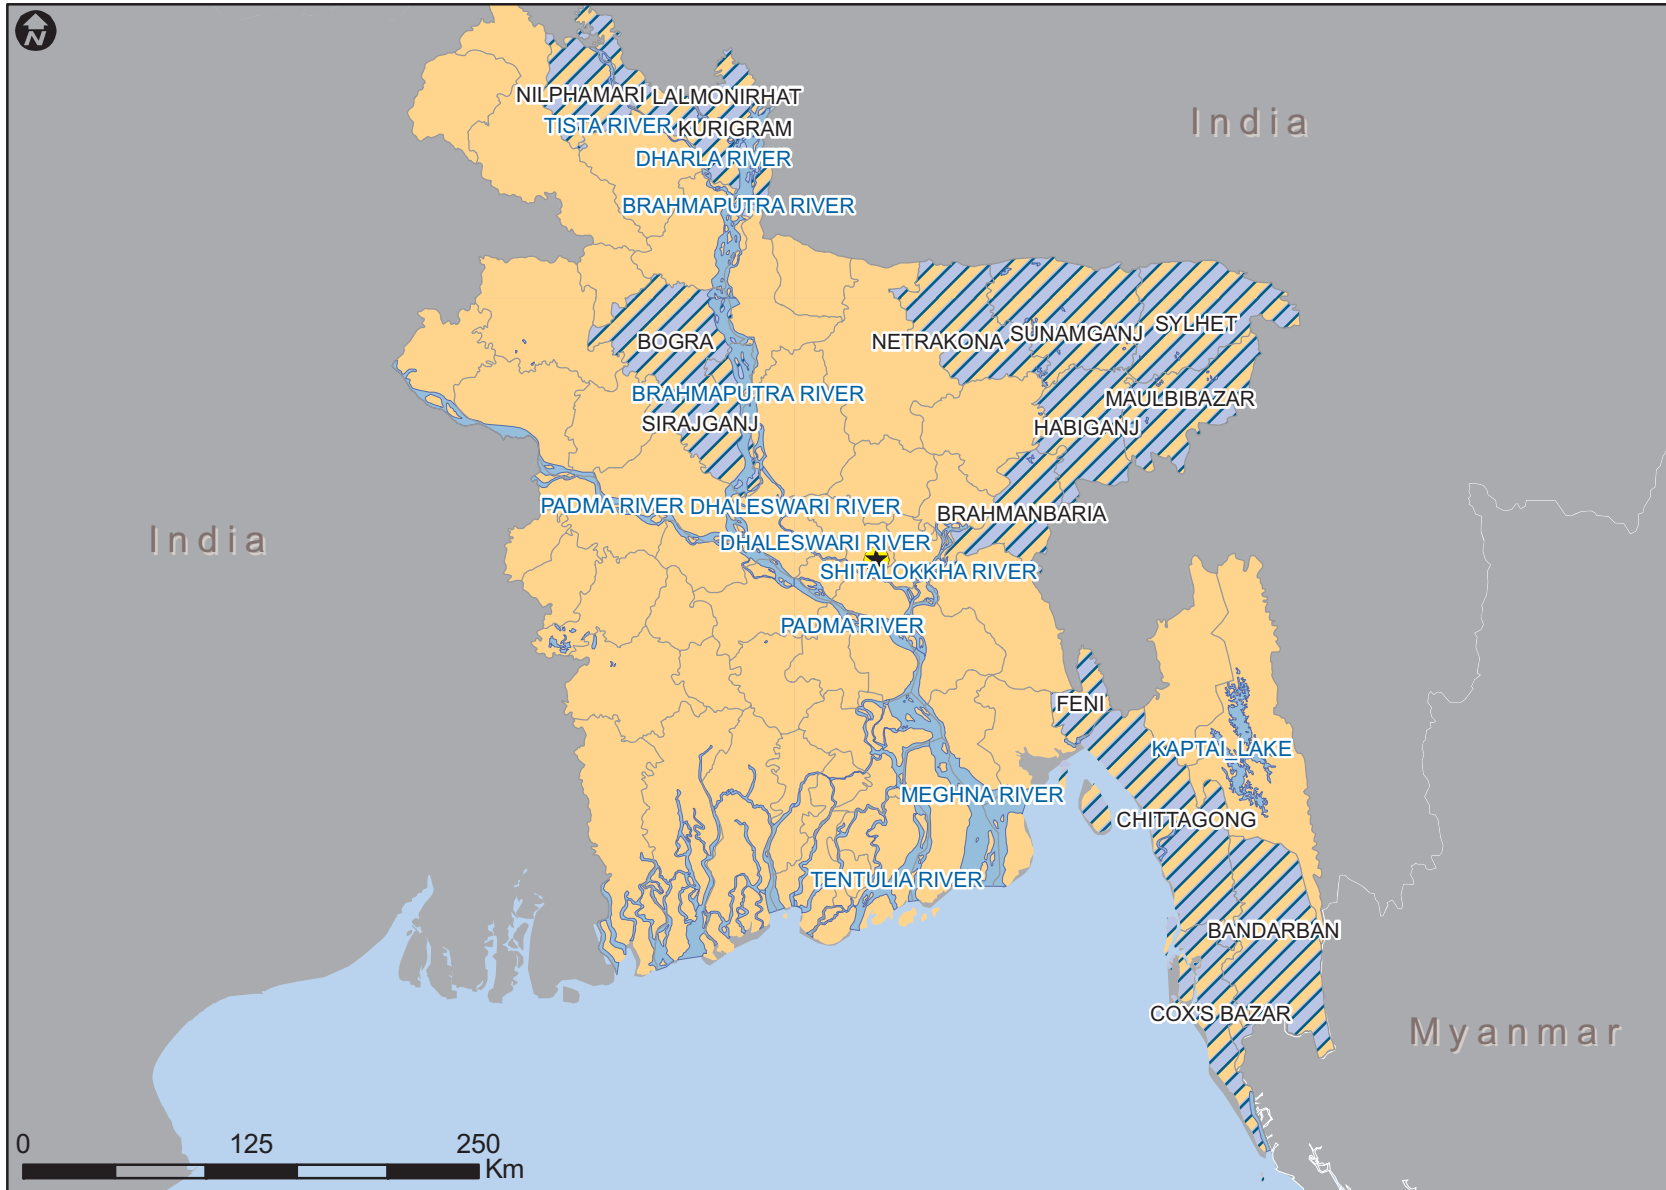 N
NILPHAMARI
LALMONIRHAT
India
TISTA RIVER
KURIGRAM
DHARLA RIVER
BRAHMAPUTRA RIVER
BOGRA
NETRAKONA
SUNAMGANJ
SYLHET
BRAHMAPUTRA RIVER
MAULBIBAZAR
SIRAJGANJ
HABIGANJ
PADMA RIVER
DHALESWARI RIVER
BRAHMANBARIA
India
DHALESWARI RIVER
SHITALOKKHA RIVER
PADMA RIVER
FENI
KAPTAI_LAKE
MEGHNA RIVER
CHITTAGONG
TENTULIA RIVER
BANDARBAN
COX'S BAZAR
Myanmar
0 125 250
Km